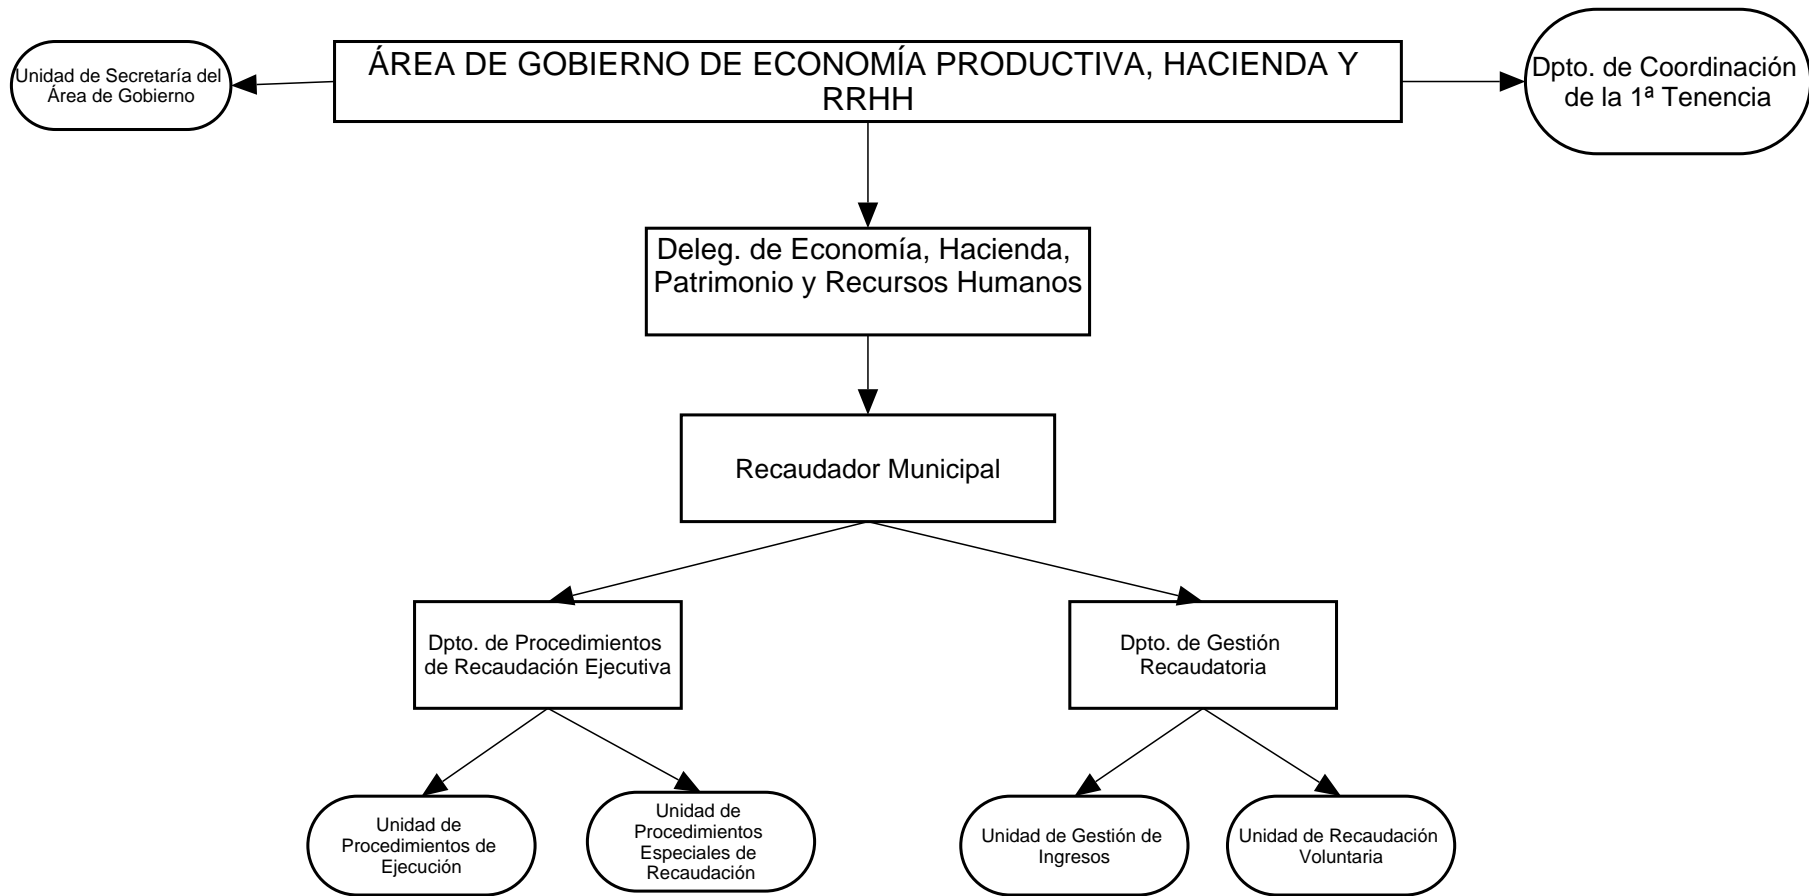 Unidad de Secretaría del
Área de Gobierno
ÁREA DE GOBIERNO DE ECONOMÍA PRODUCTIVA, HACIENDA Y
RRHH
Dpto. de Coordinación
de la 1ª Tenencia
Deleg. de Economía, Hacienda,
Patrimonio y Recursos Humanos
Recaudador Municipal
Dpto. de Procedimientos
de Recaudación Ejecutiva
Dpto. de Gestión
Recaudatoria
Unidad de
Procedimientos de
Ejecución
Unidad de
Procedimientos
Especiales de
Recaudación
Unidad de Gestión de
Ingresos
Unidad de Recaudación
Voluntaria